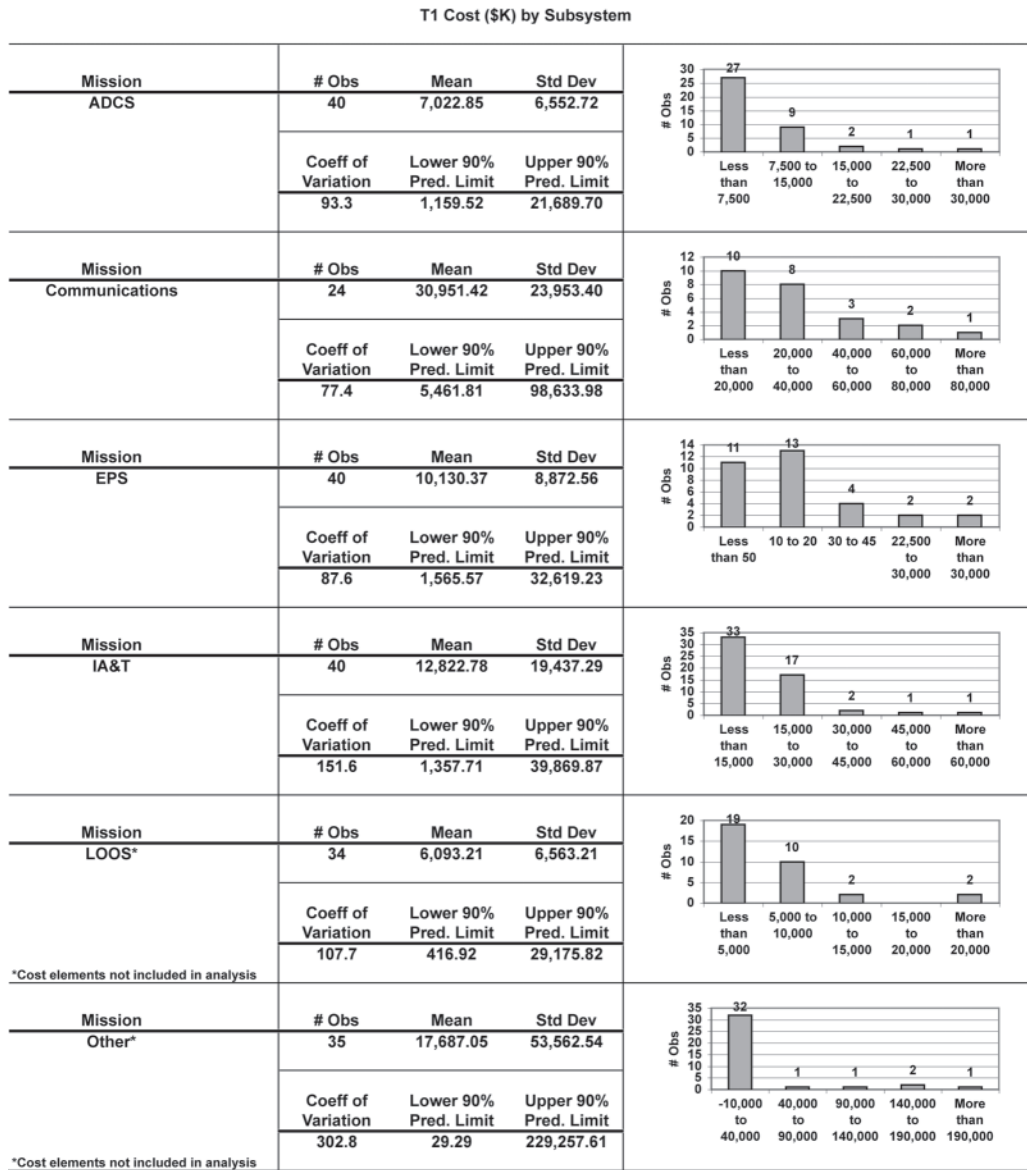 T1 Cost ($K) by Subsystem
Mission # Obs Mean Std Dev
ADCS 40 7,022.85 6,552.72
Coeff of Lower 90% Upper 90%
Variation Pred. Limit Pred. Limit
93.3 1,159.52 21,689.70
# Obs
30
25
20
15
10
5
0
27 9 2 1 1
Less 7,500 to 15,000 22,500 More
than 15,000 to to than
7,500 22,500 30,000 30,000
Mission # Obs Mean Std Dev
Communications 24 30,951.42 23,953.40
Coeff of Lower 90% Upper 90%
Variation Pred. Limit Pred. Limit
77.4 5,461.81 98,633.98
# Obs
12
10
8
6
4
2
0
10 8 3 2 1
Less 20,000 40,000 60,000 More
than to to to than
20,000 40,000 60,000 80,000 80,000
Mission # Obs Mean Std Dev
EPS 40 10,130.37 8,872.56
Coeff of Lower 90% Upper 90%
Variation Pred. Limit Pred. Limit
87.6 1,565.57 32,619.23
# Obs
14
12
10
8
6
4
2
0
11 13 4 2 2
Less 10 to 20 30 to 45 22,500 More
than 50 to than
30,000 30,000
Mission # Obs Mean Std Dev
IA&T 40 12,822.78 19,437.29
Coeff of Lower 90% Upper 90%
Variation Pred. Limit Pred. Limit
151.6 1,357.71 39,869.87
# Obs
35
30
25
20
15
10
5
0
33 17 2 1 1
Less 15,000 30,000 45,000 More
than to to to than
15,000 30,000 45,000 60,000 60,000
Mission # Obs Mean Std Dev
LOOS* 34 6,093.21 6,563.21
Coeff of Lower 90% Upper 90%
Variation Pred. Limit Pred. Limit
107.7 416.92 29,175.82
*Cost elements not included in analysis
# Obs
20
15
10
5
0
19 10 2 2
Less 5,000 to 10,000 15,000 More
than 10,000 to to than
5,000 15,000 20,000 20,000
Mission # Obs Mean Std Dev
Other* 35 17,687.05 53,562.54
Coeff of Lower 90% Upper 90%
Variation Pred. Limit Pred. Limit
302.8 29.29 229,257.61
*Cost elements not included in analysis
# Obs
35
30
25
20
15
10
5
0
32 1 1 2 1
-10,000 40,000 90,000 140,000 More
to to to to than
40,000 90,000 140,000 190,000 190,000